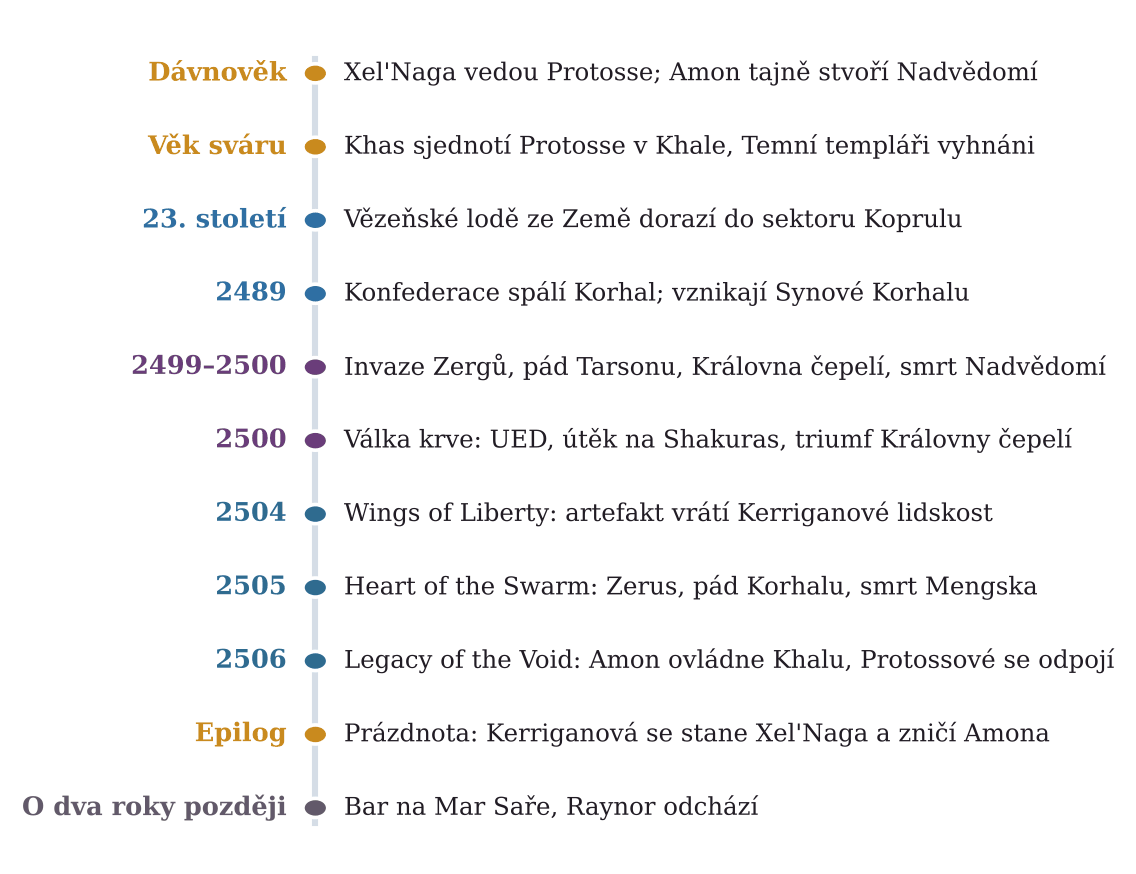 Dávnověk Xel'Naga vedou Protosse; Amon tajně stvoří Nadvědomí
Věk sváru Khas sjednotí Protosse v Khale, Temní templáři vyhnáni
23. století Vězeňské lodě ze Země dorazí do sektoru Koprulu
2489 Konfederace spálí Korhal; vznikají Synové Korhalu
2499–2500 Invaze Zergů, pád Tarsonu, Královna čepelí, smrt Nadvědomí
2500 Válka krve: UED, útěk na Shakuras, triumf Královny čepelí
2504 Wings of Liberty: artefakt vrátí Kerriganové lidskost
2505 Heart of the Swarm: Zerus, pád Korhalu, smrt Mengska
2506 Legacy of the Void: Amon ovládne Khalu, Protossové se odpojí
Epilog Prázdnota: Kerriganová se stane Xel'Naga a zničí Amona
O dva roky později Bar na Mar Saře, Raynor odchází